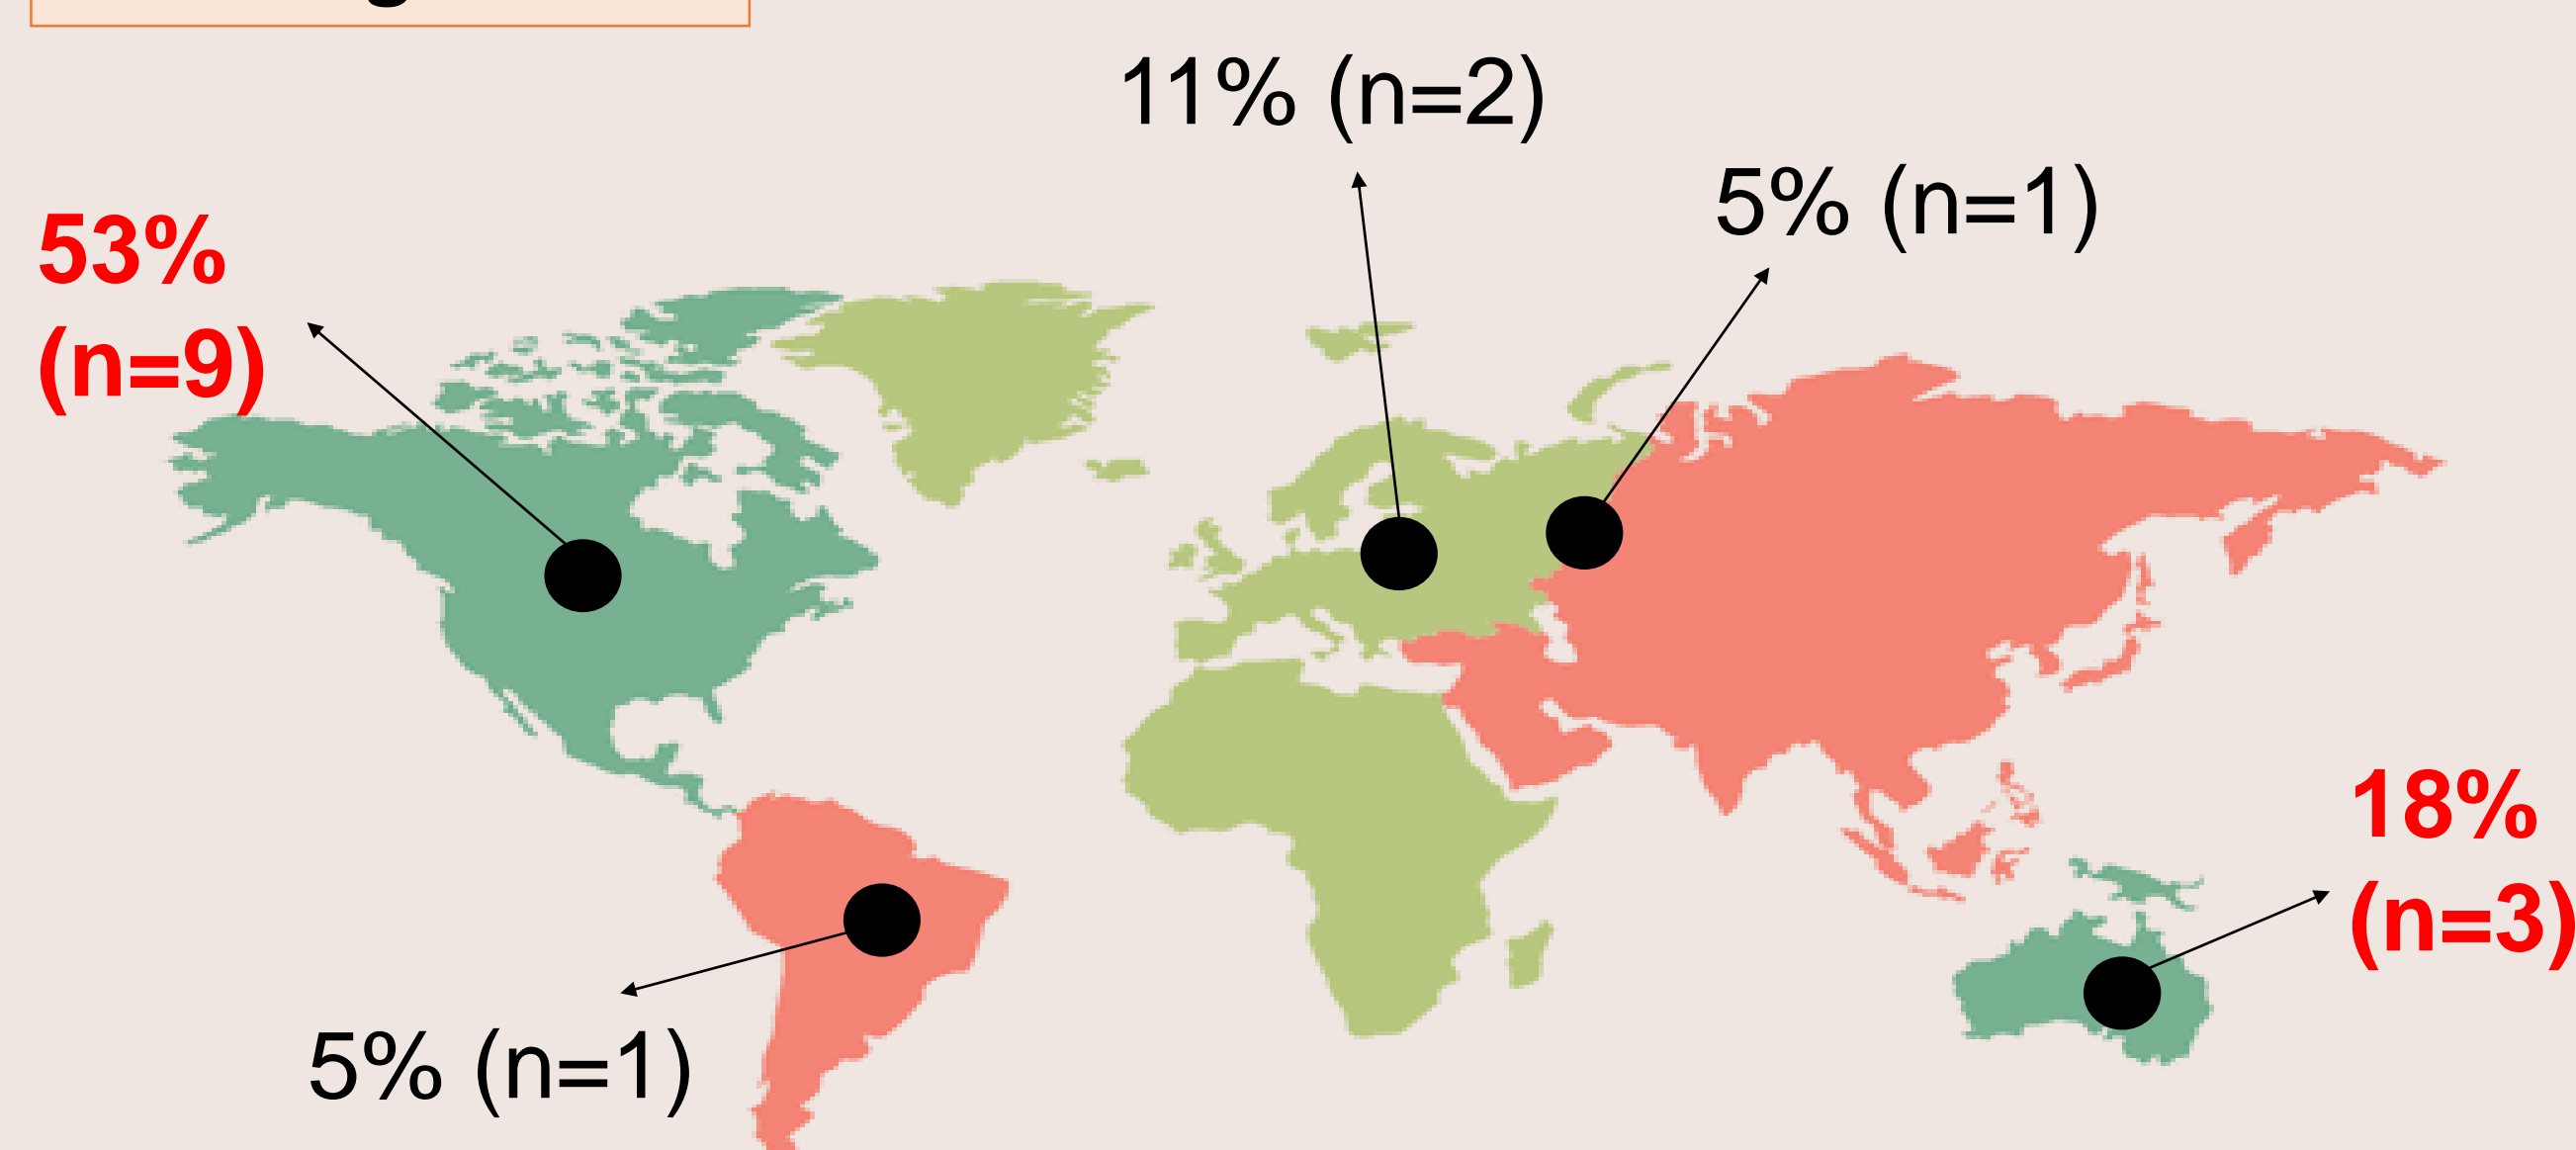 11% (n=2)
5% (n=1)
53%
(n=9)
18%
(n=3)
5% (n=1)